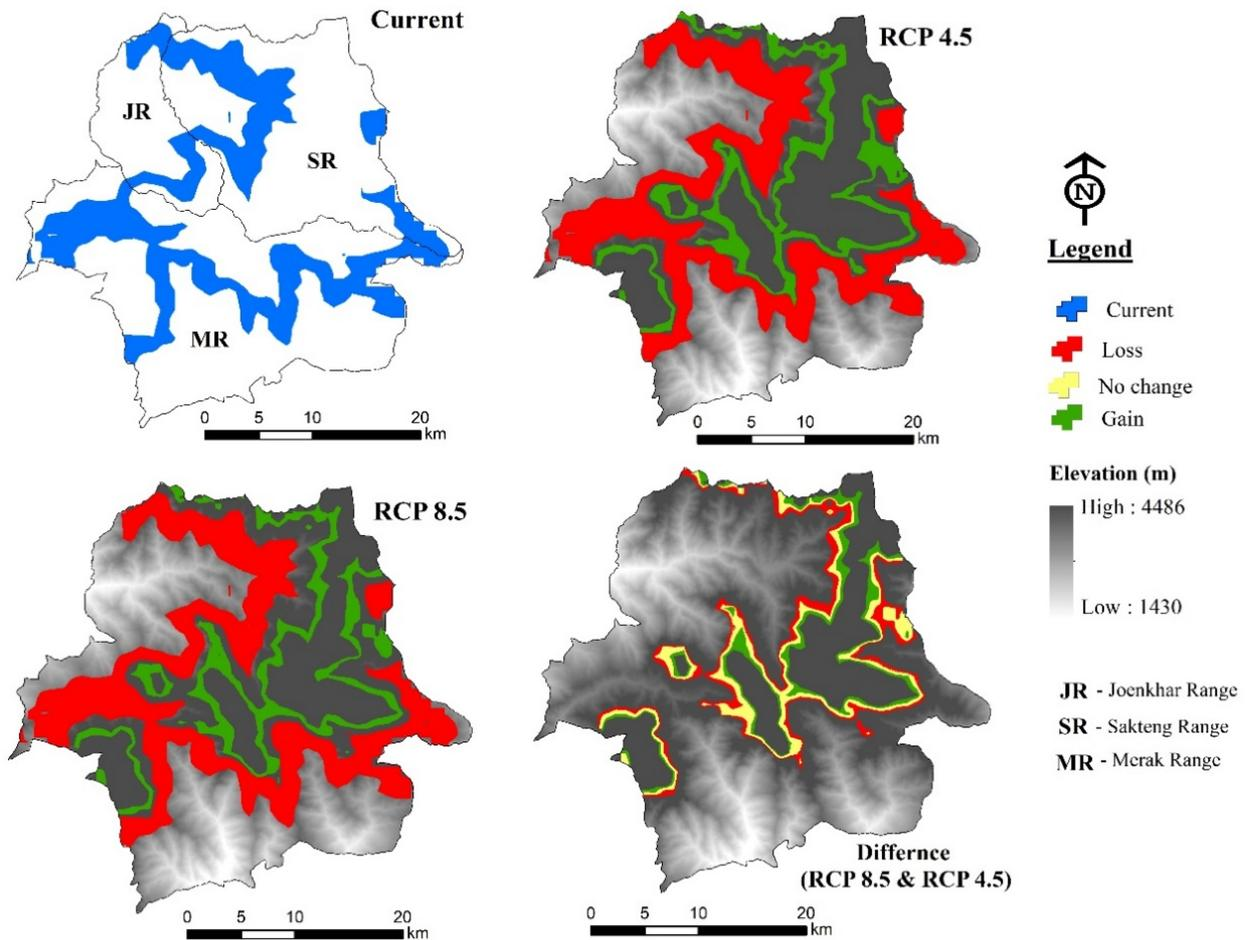 Current
JR
SR
MR
0 5 10 20
km
RCP 4.5
0 5 10 20
km
N
Legend
Current
Loss
No change
Gain
Elevation (m)
High : 4486
Low : 1430
JR - Joenkhar Range
SR - Sakteng Range
MR - Merak Range
RCP 8.5
0 5 10 20
km
Differnce
(RCP 8.5 & RCP 4.5)
0 5 10 20
km